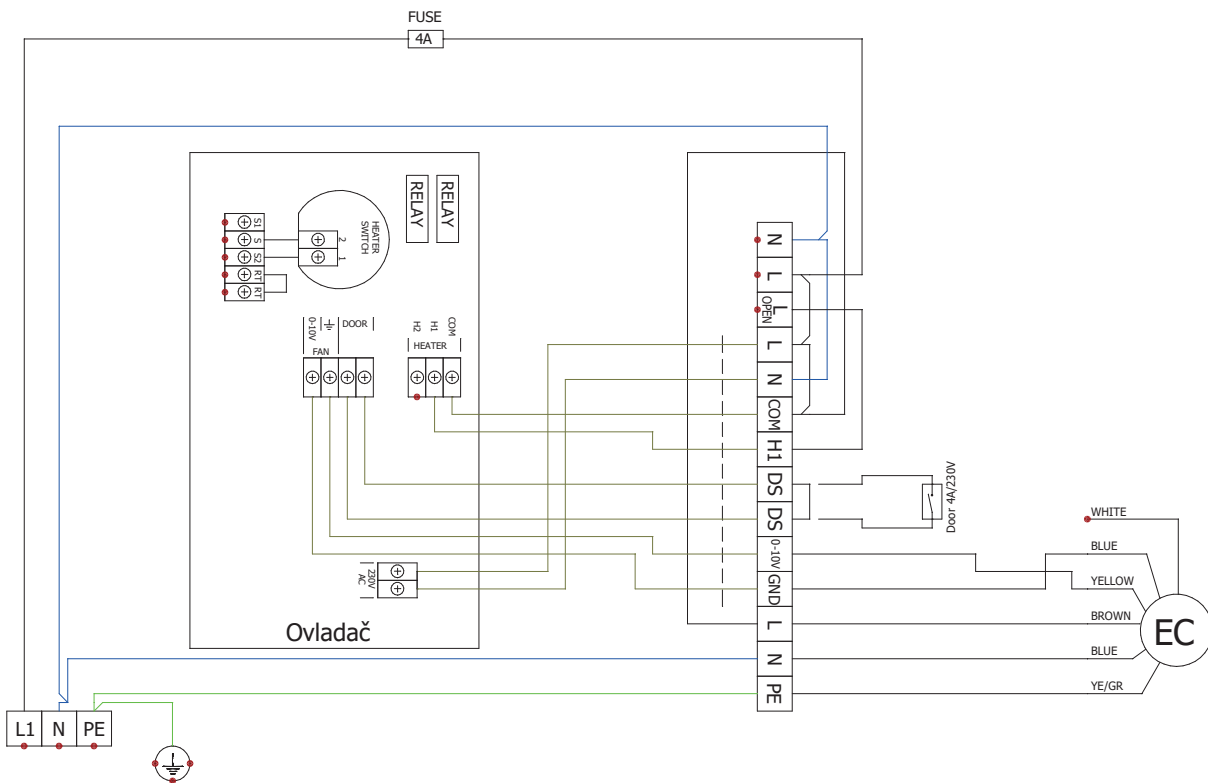 FUSE
4A
RELAY
RELAY
HEATER
SWITCH
2
1
S1
S
S2
RT
RT
0-10V
DOOR
FAN
H2
H1
COM
HEATER
230V
AC
Ovladač
N
L
L
OPEN
L
N
COM
H1
DS
DS
0-10V
GND
L
N
PE
Door 4A/230V
WHITE
BLUE
YELLOW
BROWN
BLUE
YE/GR
EC
L1
N
PE